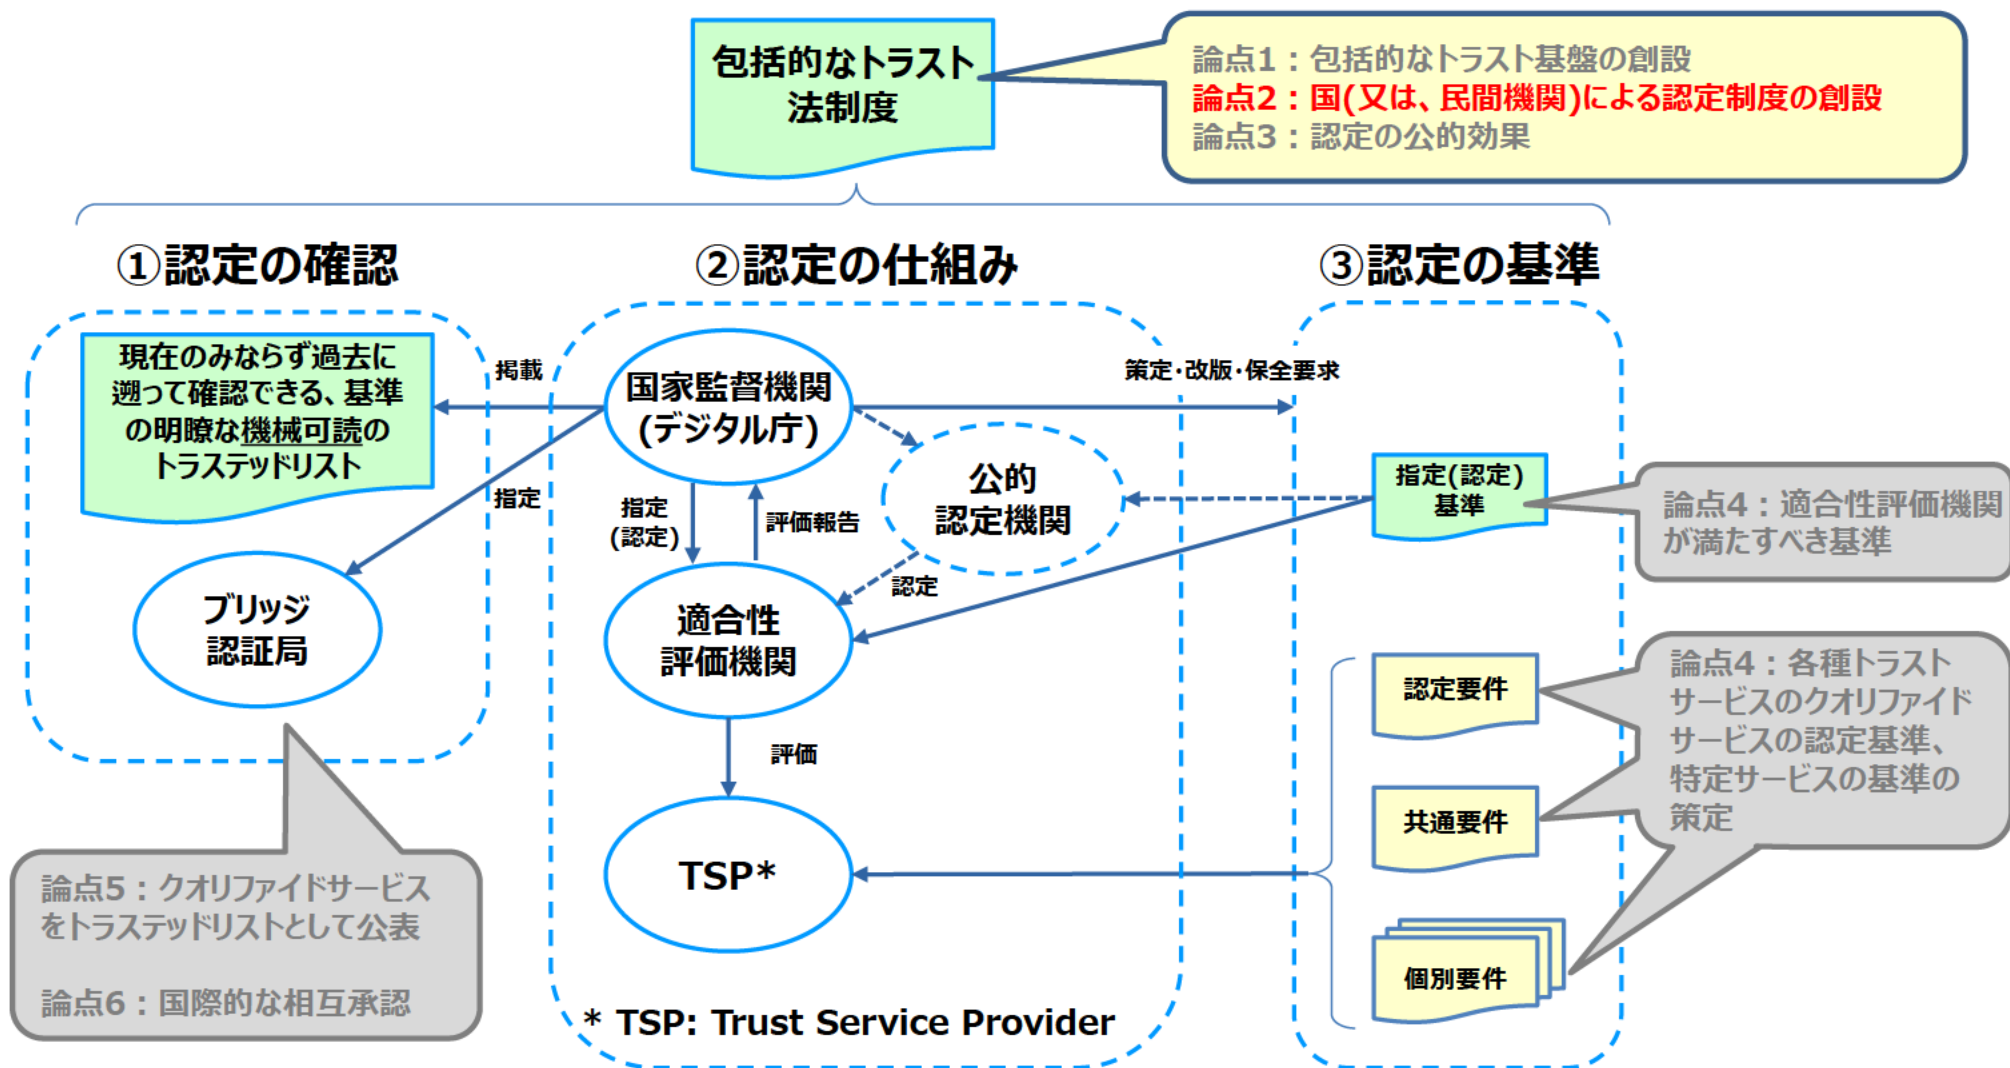 包括的なトラスト
法制度
論点1：包括的なトラスト基盤の創設
論点2：国(又は、民間機関)による認定制度の創設
論点3：認定の公的効果
①認定の確認
②認定の仕組み
③認定の基準
現在のみならず過去に
遡って確認できる、基準
の明瞭な機械可読の
トラステッドリスト
掲載
指定
ブリッジ
認証局
国家監督機関
(デジタル庁)
策定・改版・保全要求
公的
認定機関
指定
(認定)
評価報告
認定
適合性
評価機関
評価
TSP*
* TSP: Trust Service Provider
指定(認定)
基準
論点4：適合性評価機関
が満たすべき基準
認定要件
共通要件
個別要件
論点4：各種トラスト
サービスのクオリファイド
サービスの認定基準、
特定サービスの基準の
策定
論点5：クオリファイドサービス
をトラステッドリストとして公表
論点6：国際的な相互承認